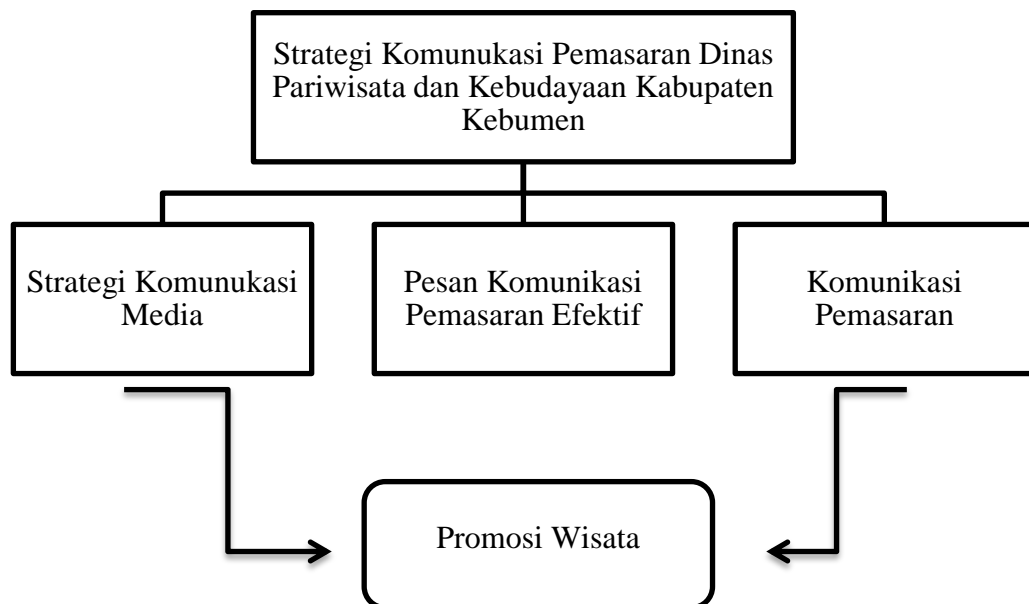 Strategi Komunukasi Pemasaran Dinas
Pariwisata dan Kebudayaan Kabupaten
Kebumen
Strategi Komunukasi
Media
Pesan Komunikasi
Pemasaran Efektif
Komunikasi
Pemasaran
Promosi Wisata